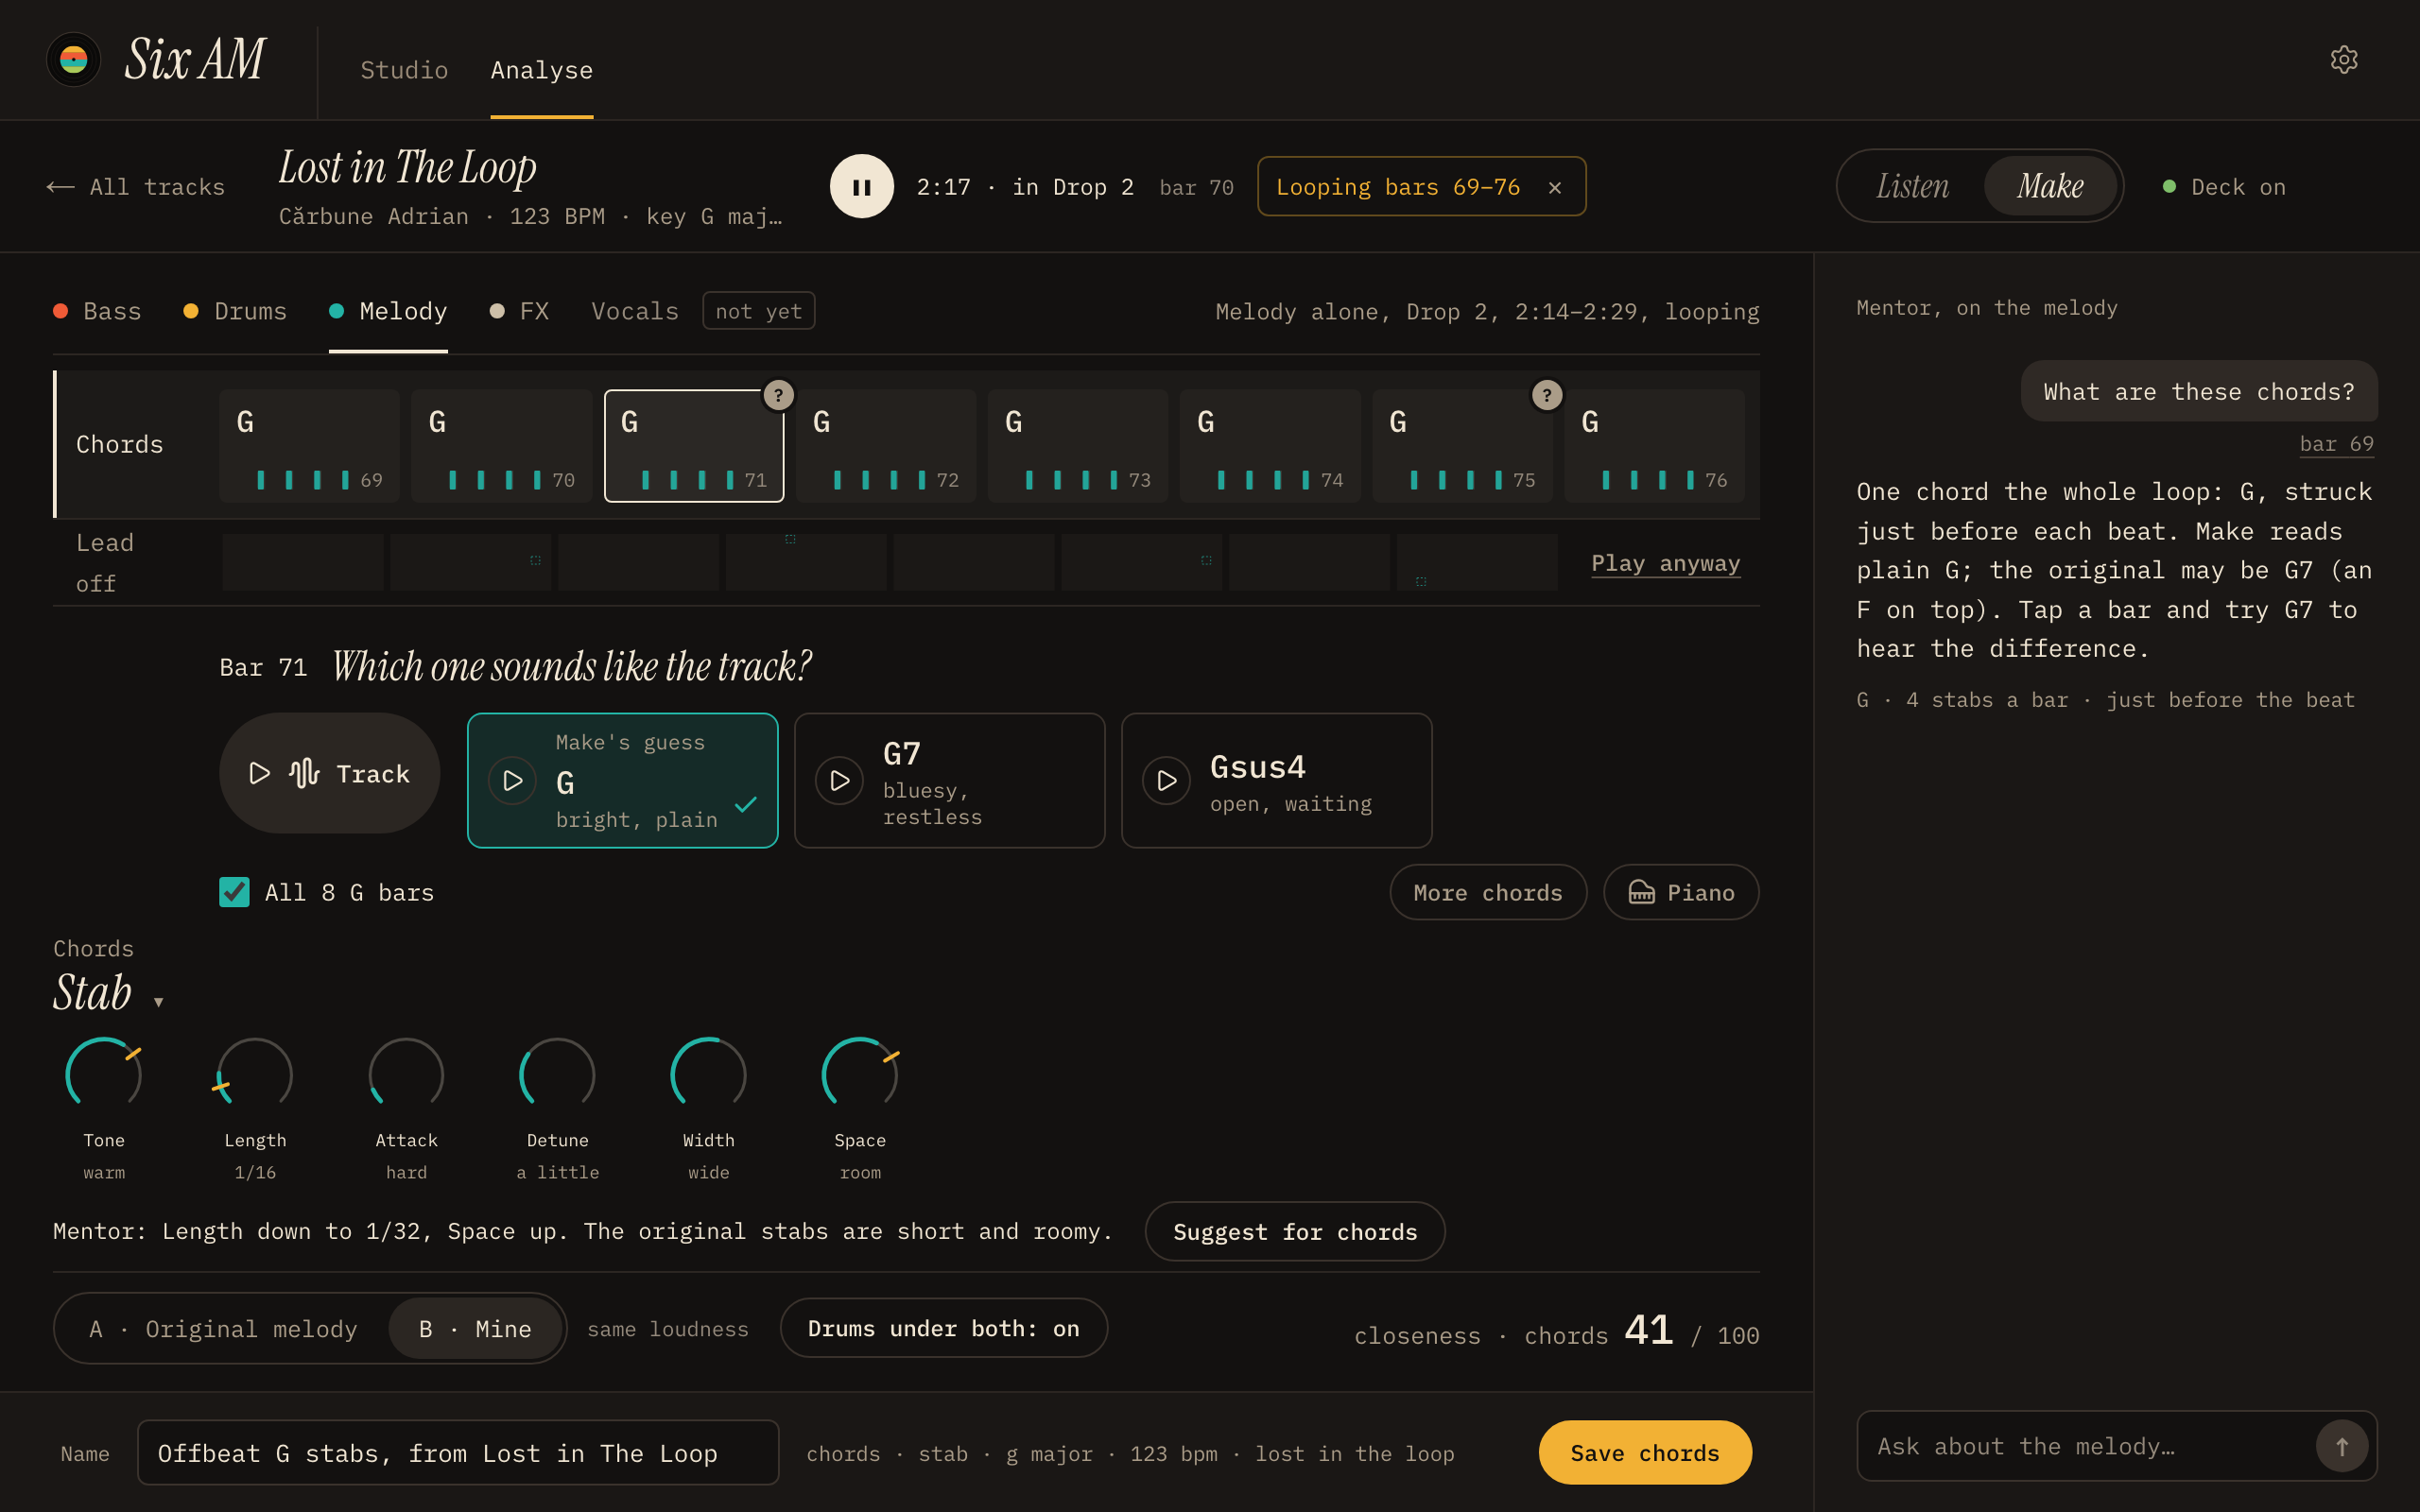 Six AM
Studio
Analyse
← All tracks
Lost in The Loop
Cărbune Adrian · 123 BPM · key G maj…
2:17 · in Drop 2
bar 70
Looping bars 69–76 ×
Listen
Make
Deck on
Bass
Drums
Melody
FX
Vocals
not yet
Melody alone, Drop 2, 2:14–2:29, looping
Chords
G
69
G
70
G
?
71
G
72
G
73
G
74
G
?
75
G
76
Lead
off
Play anyway
Bar 71
Which one sounds like the track?
Track
Make's guess
G
bright, plain
G7
bluesy,
restless
Gsus4
open, waiting
All 8 G bars
More chords
Piano
Chords
Stab ▾
Tone
warm
Length
1/16
Attack
hard
Detune
a little
Width
wide
Space
room
Mentor: Length down to 1/32, Space up. The original stabs are short and roomy.
Suggest for chords
A · Original melody
B · Mine
same loudness
Drums under both: on
closeness · chords 41 / 100
Name
Offbeat G stabs, from Lost in The Loop
chords · stab · g major · 123 bpm · lost in the loop
Save chords
Mentor, on the melody
What are these chords?
bar 69
One chord the whole loop: G, struck
just before each beat. Make reads
plain G; the original may be G7 (an
F on top). Tap a bar and try G7 to
hear the difference.
G · 4 stabs a bar · just before the beat
Ask about the melody…
↑